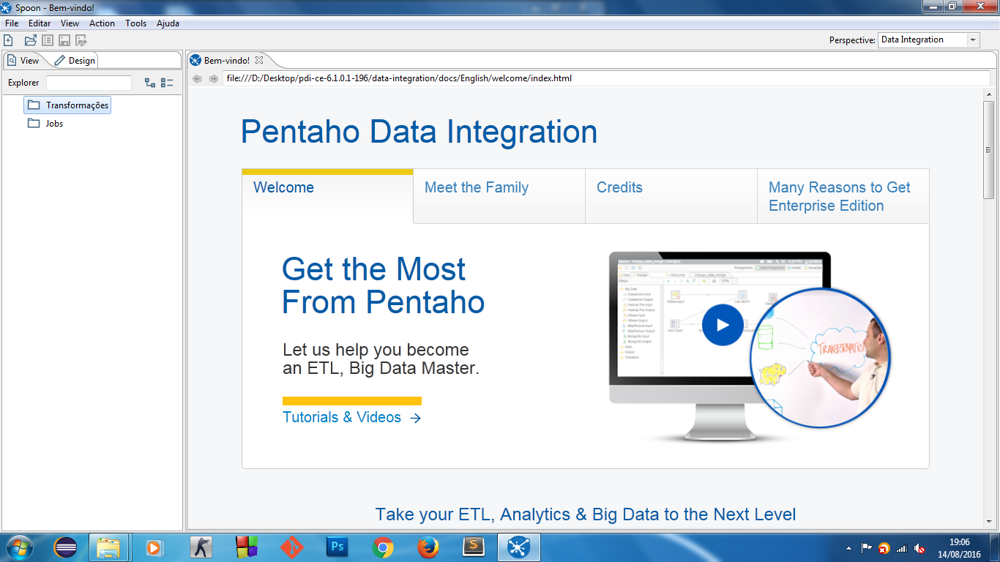 Spoon - Bem-vindo!
File Editar View Action Tools Ajuda
Perspective: Data Integration
View Design
Bem-vindo!
Explorer
file:///D:/Desktop/pdi-ce-6.1.0.1-196/data-integration/docs/English/welcome/index.html
Transformações
Jobs
Pentaho Data Integration
Welcome
Meet the Family
Credits
Many Reasons to Get
Enterprise Edition
Get the Most
From Pentaho
Let us help you become
an ETL, Big Data Master.
Tutorials & Videos
TRANSFORMATION
Take your ETL, Analytics & Big Data to the Next Level
Ps
S
19:06
14/08/2016